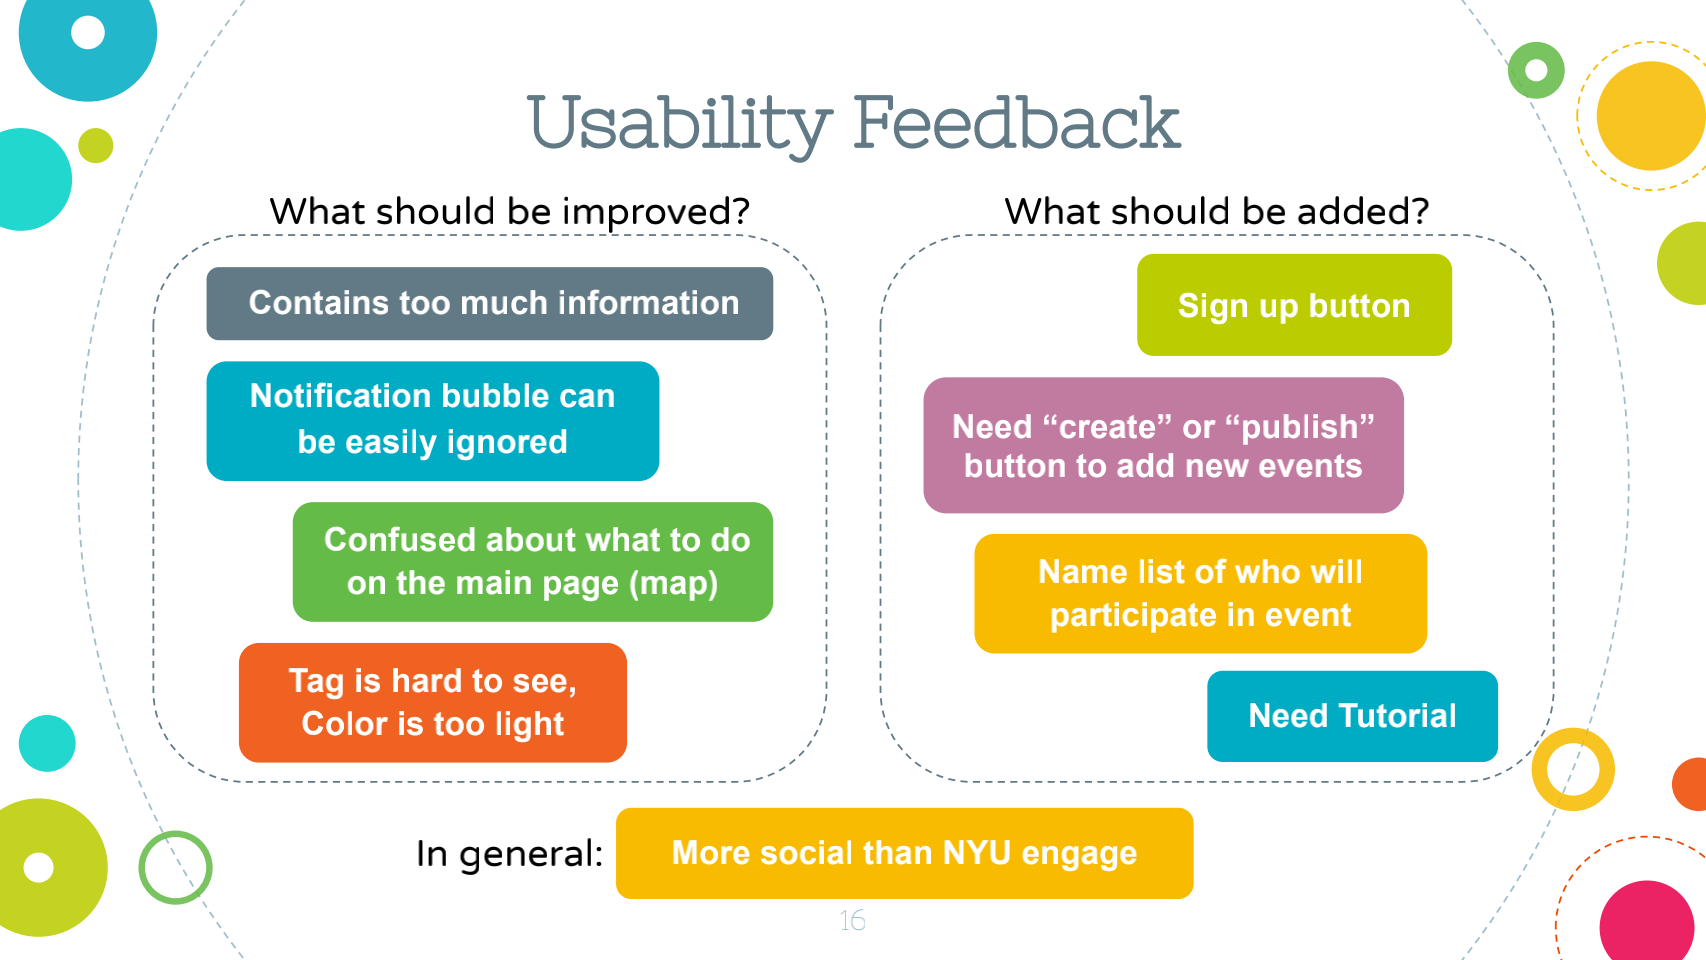 Usability Feedback
What should be improved?
Contains too much information
Notification bubble can
be easily ignored
Confused about what to do
on the main page (map)
Tag is hard to see,
Color is too light
What should be added?
Sign up button
Need “create” or “publish”
button to add new events
Name list of who will
participate in event
Need Tutorial
In general:
More social than NYU engage
16